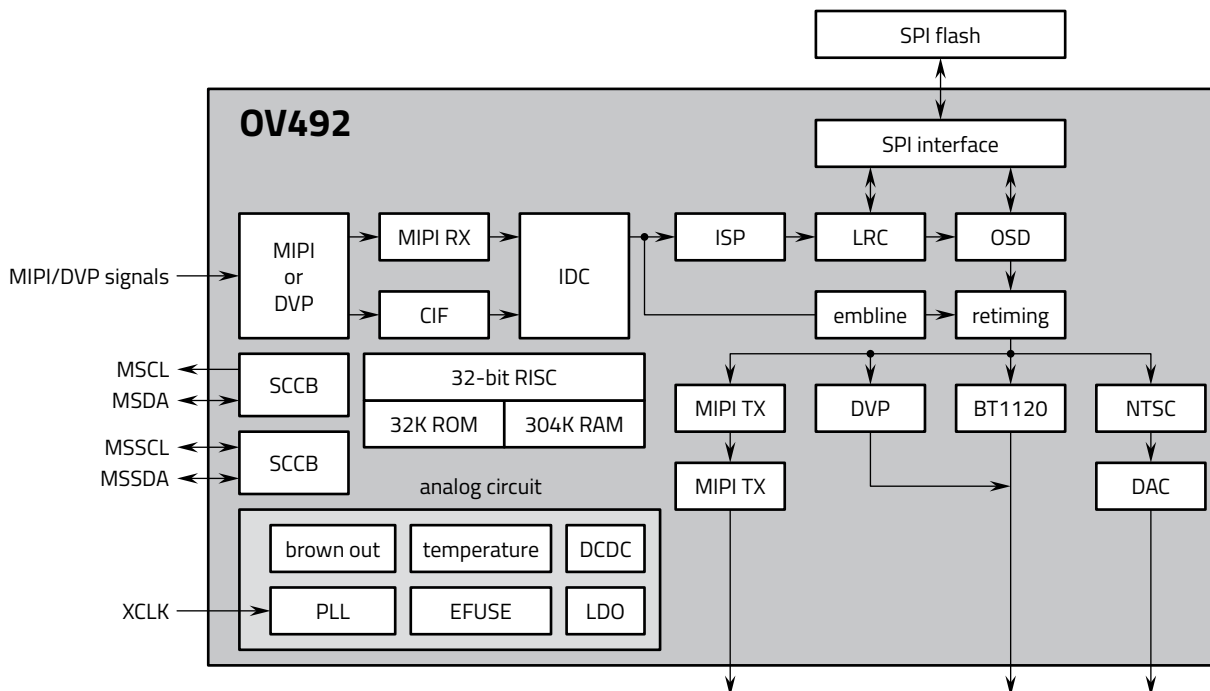 SPI flash
OV492
SPI interface
MIPI/DVP signals
MIPI
or
DVP
MIPI RX
CIF
IDC
ISP
LRC
OSD
embline
retiming
MSCL
MSDA
SCCB
MSSCL
MSSDA
SCCB
32-bit RISC
32K ROM
304K RAM
MIPI TX
DVP
BT1120
NTSC
MIPI TX
DAC
analog circuit
brown out
temperature
DCDC
XCLK
PLL
EFUSE
LDO